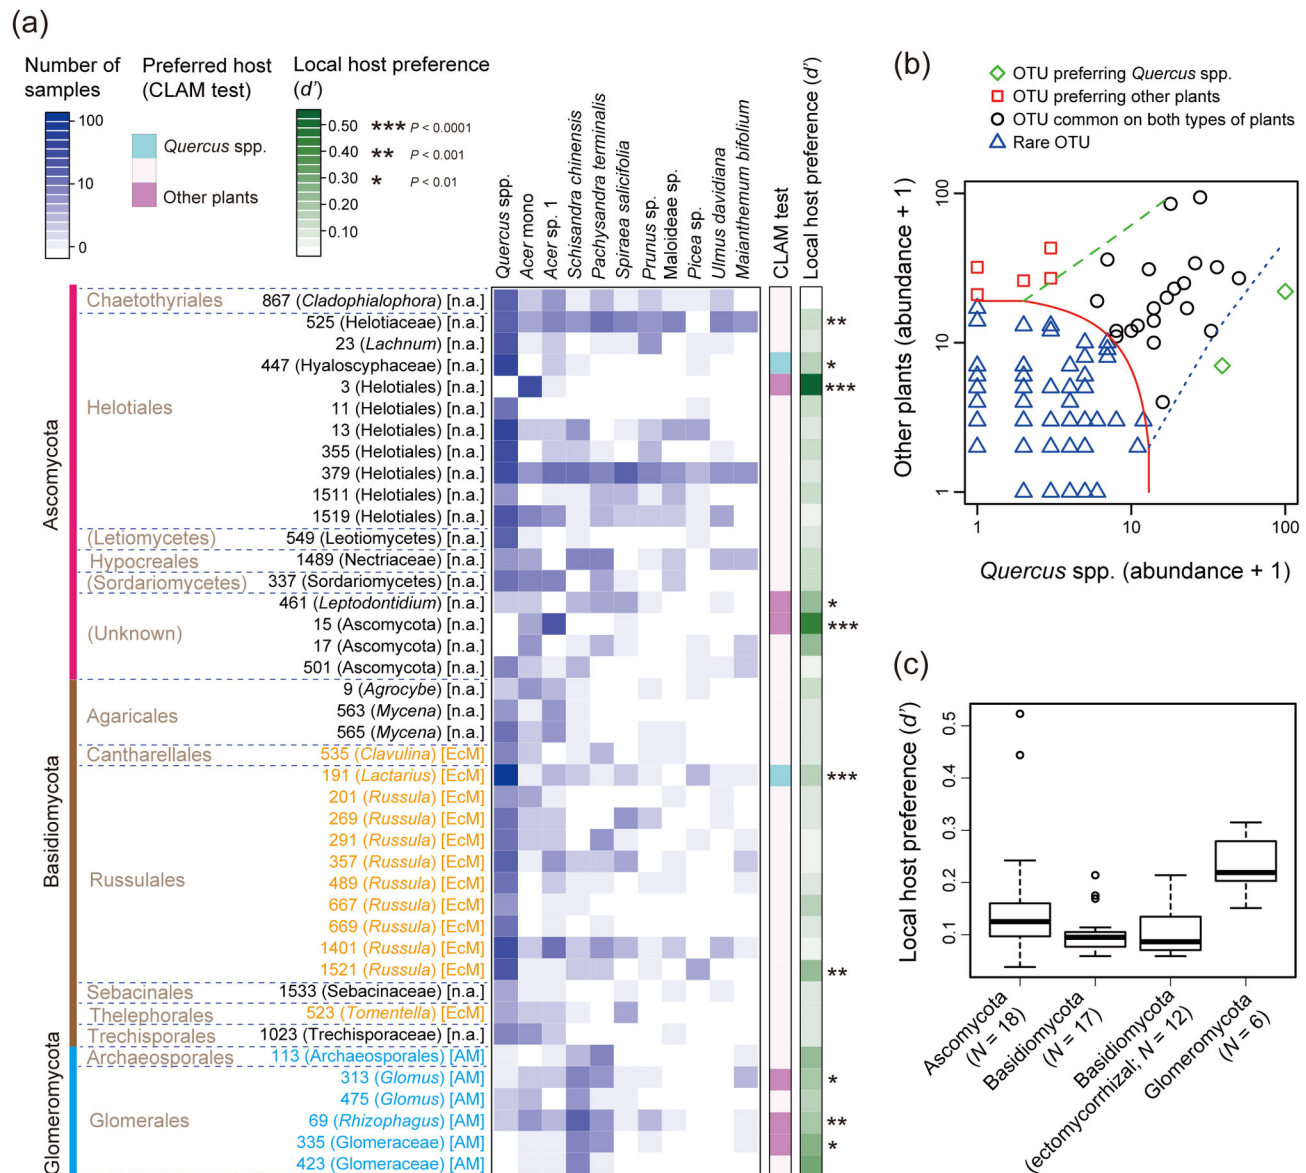 (a)
Number of samples
100
10
0
Preferred host (CLAM test)
Quercus spp.
Other plants
Local host preference (d')
0.50
0.40
0.30
0.20
0.10
*** P < 0.0001
** P < 0.001
* P < 0.01
Quercus spp.
Acer mono
Acer sp. 1
Schisandra chinensis
Pachysandra terminalis
Spiraea salicifolia
Prunus sp.
Maloideae sp.
Picea sp.
Ulmus davidiana
Maianthemum bifolium
CLAM test
Local host preference (d')
Ascomycota
Chaetothyriales
867 (Cladophialophora) [n.a.]
Helotiales
525 (Helotiaceae) [n.a.] **
23 (Lachnum) [n.a.]
447 (Hyaloscyphaceae) [n.a.] *
3 (Helotiales) [n.a.] ***
11 (Helotiales) [n.a.]
13 (Helotiales) [n.a.]
355 (Helotiales) [n.a.]
379 (Helotiales) [n.a.]
1511 (Helotiales) [n.a.]
1519 (Helotiales) [n.a.]
(Letiomycetes)
549 (Leotiomycetes) [n.a.]
Hypocreales
1489 (Nectriaceae) [n.a.]
(Sordariomycetes)
337 (Sordariomycetes) [n.a.]
(Unknown)
461 (Leptodontidium) [n.a.] *
15 (Ascomycota) [n.a.] ***
17 (Ascomycota) [n.a.]
501 (Ascomycota) [n.a.]
Basidiomycota
Agaricales
9 (Agrocybe) [n.a.]
563 (Mycena) [n.a.]
565 (Mycena) [n.a.]
Cantharellales
535 (Clavulina) [EcM]
Russulales
191 (Lactarius) [EcM] ***
201 (Russula) [EcM]
269 (Russula) [EcM]
291 (Russula) [EcM]
357 (Russula) [EcM]
489 (Russula) [EcM]
667 (Russula) [EcM]
669 (Russula) [EcM]
1401 (Russula) [EcM]
1521 (Russula) [EcM] **
Sebacinales
1533 (Sebacinaceae) [n.a.]
Thelephorales
523 (Tomentella) [EcM]
Trechisporales
1023 (Trechisporaceae) [n.a.]
Glomeromycota
Archaeosporales
113 (Archaeosporales) [AM]
Glomerales
313 (Glomus) [AM] *
475 (Glomus) [AM]
69 (Rhizophagus) [AM] **
335 (Glomeraceae) [AM] *
423 (Glomeraceae) [AM]
(b)
OTU preferring Quercus spp.
OTU preferring other plants
OTU common on both types of plants
Rare OTU
Other plants (abundance + 1)
100
10
1
1
10
100
Quercus spp. (abundance + 1)
(c)
Local host preference (d')
0.5
0.4
0.3
0.2
0.1
Ascomycota
(N = 18)
Basidiomycota
(N = 17)
Basidiomycota
(ectomycorrhizal; N = 12)
Glomeromycota
(N = 6)